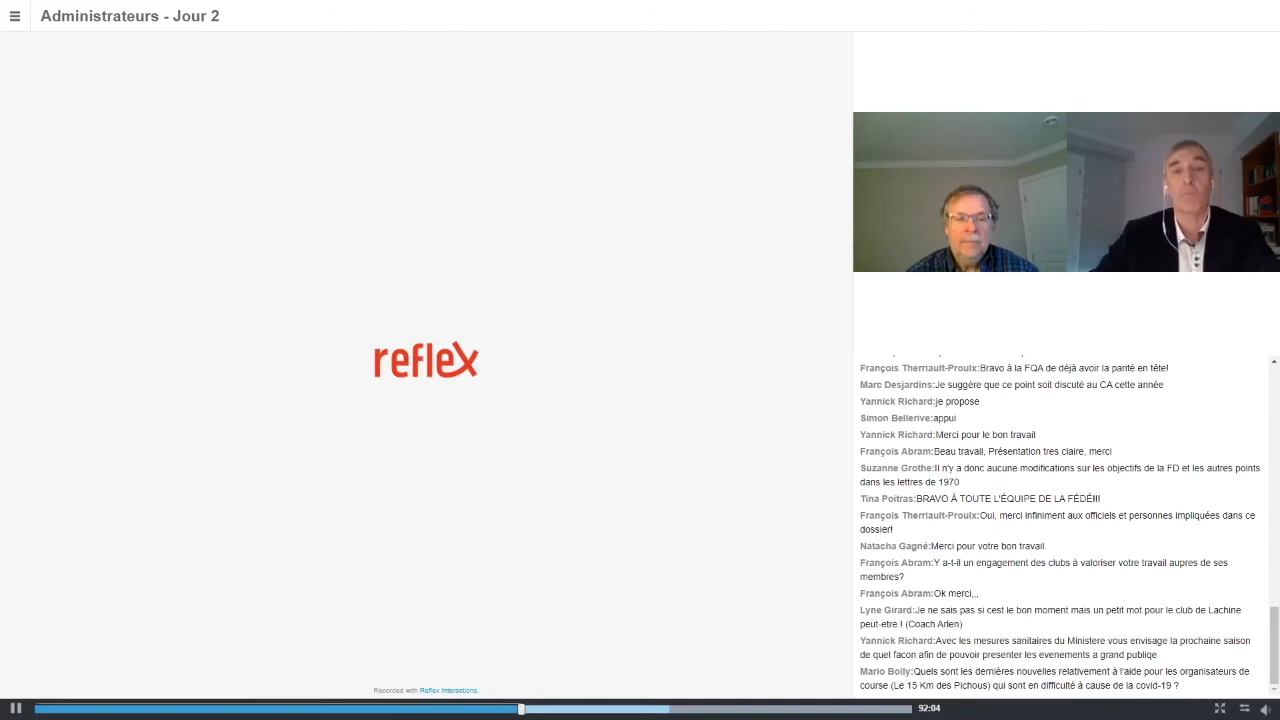 Administrateurs - Jour 2
reflex
François Therriault-Proulx:Bravo à la FQA de déjà avoir la parité en tête!
Marc Desjardins:Je suggère que ce point soit discuté au CA cette année
Yannick Richard:je propose
Simon Bellerive:appui
Yannick Richard:Merci pour le bon travail
François Abram:Beau travail, Présentation tres claire, merci
Suzanne Grothe:Il n'y a donc aucune modifications sur les objectifs de la FD et les autres points
dans les lettres de 1970
Tina Poitras:BRAVO À TOUTE L'ÉQUIPE DE LA FÉDÉ!!!
François Therriault-Proulx:Oui, merci infiniment aux officiels et personnes impliquées dans ce
dossier!
Natacha Gagné:Merci pour votre bon travail.
François Abram:Y a-t-il un engagement des clubs à valoriser votre travail aupres de ses
membres?
François Abram:Ok merci,,,
Lyne Girard:Je ne sais pas si cest le bon moment mais un petit mot pour le club de Lachine
peut-etre ! (Coach Arlen)
Yannick Richard:Avec les mesures sanitaires du Ministere vous envisage la prochaine saison
de quel facon afin de pouvoir presenter les evenements a grand publiqe
Mario Boily:Quels sont les dernières nouvelles relativement à l'aide pour les organisateurs de
course (Le 15 Km des Pichous) qui sont en difficulté à cause de la covid-19 ?
Recorded with Reflex Interactions.
92:04